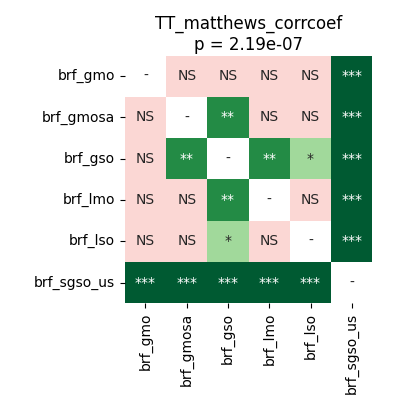 TT_matthews_corrcoef
p = 2.19e-07
brf_gmo - NS NS NS NS ***
brf_gmosa NS - ** NS NS ***
brf_gso NS ** - ** * ***
brf_lmo NS NS ** - NS ***
brf_lso NS NS * NS - ***
brf_sgso_us *** *** *** *** *** -
brf_gmo brf_gmosa brf_gso brf_lmo brf_lso brf_sgso_us